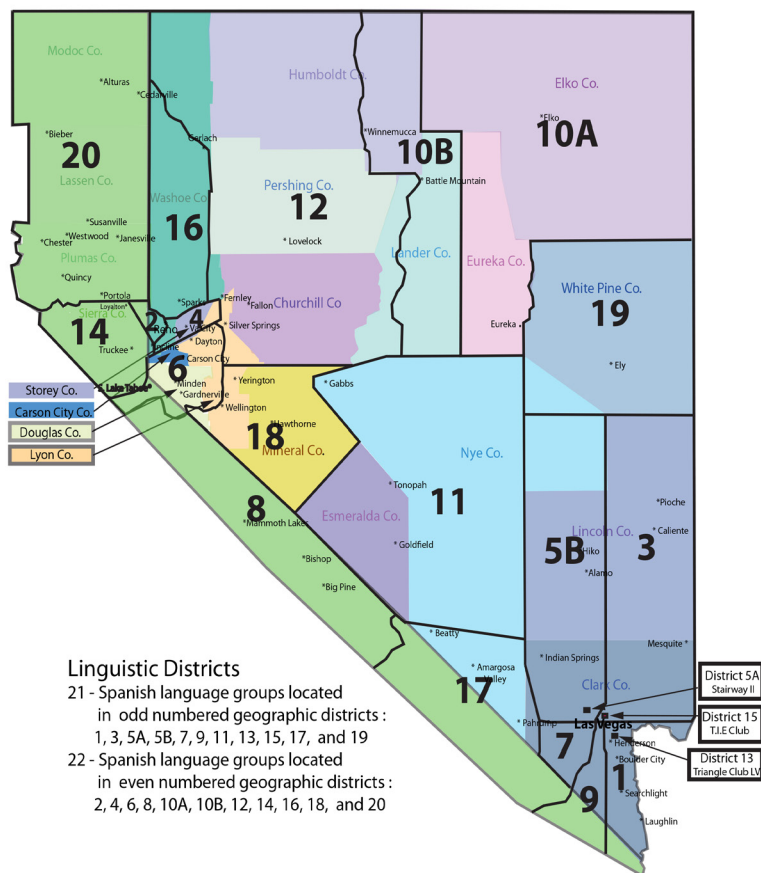 Modoc Co.
*Alturas
*Cedarville
Humboldt Co.
Elko Co.
*Elko
10A
*Bieber
20
Gerlach
*Winnemucca
10B
Lassen Co.
Washoe Co.
16
Pershing Co.
12
*Battle Mountain
*Susanville
*Westwood
*Janesville
*Chester
* Lovelock
Plumas Co.
Lander Co.
Eureka Co.
*Quincy
White Pine Co.
19
*Portola
Loyalton*
*Sparks
*Fernley
*Fallon
Churchill Co
Sierra Co.
14
2
4
Reno
*Va City
* Silver Springs
Eureka
Truckee *
Incline
* Dayton
6
Carson City
* Ely
S. Lake Tahoe*
*Minden
*Gardnerville
* Yerington
* Gabbs
Storey Co.
Carson City Co.
Douglas Co.
Lyon Co.
* Wellington
*Hawthorne
18
Mineral Co.
Nye Co.
8
*Mammoth Lakes
Esmeralda Co.
* Tonopah
11
*Pioche
Lincoln Co.
* Caliente
5B
*Hiko
3
* Goldfield
*Alamo
*Bishop
*Big Pine
* Beatty
Mesquite *
* Indian Springs
* Amargosa
Valley
17
Clark Co.
District 5A
Stairway II
* Pahrump
Las Vegas
District 15
T.I.E Club
7
* Henderson
*Boulder City
1
District 13
Triangle Club LV
9
* Searchlight
* Laughlin
Linguistic Districts
21 - Spanish language groups located
in odd numbered geographic districts :
1, 3, 5A, 5B, 7, 9, 11, 13, 15, 17, and 19
22 - Spanish language groups located
in even numbered geographic districts :
2, 4, 6, 8, 10A, 10B, 12, 14, 16, 18, and 20